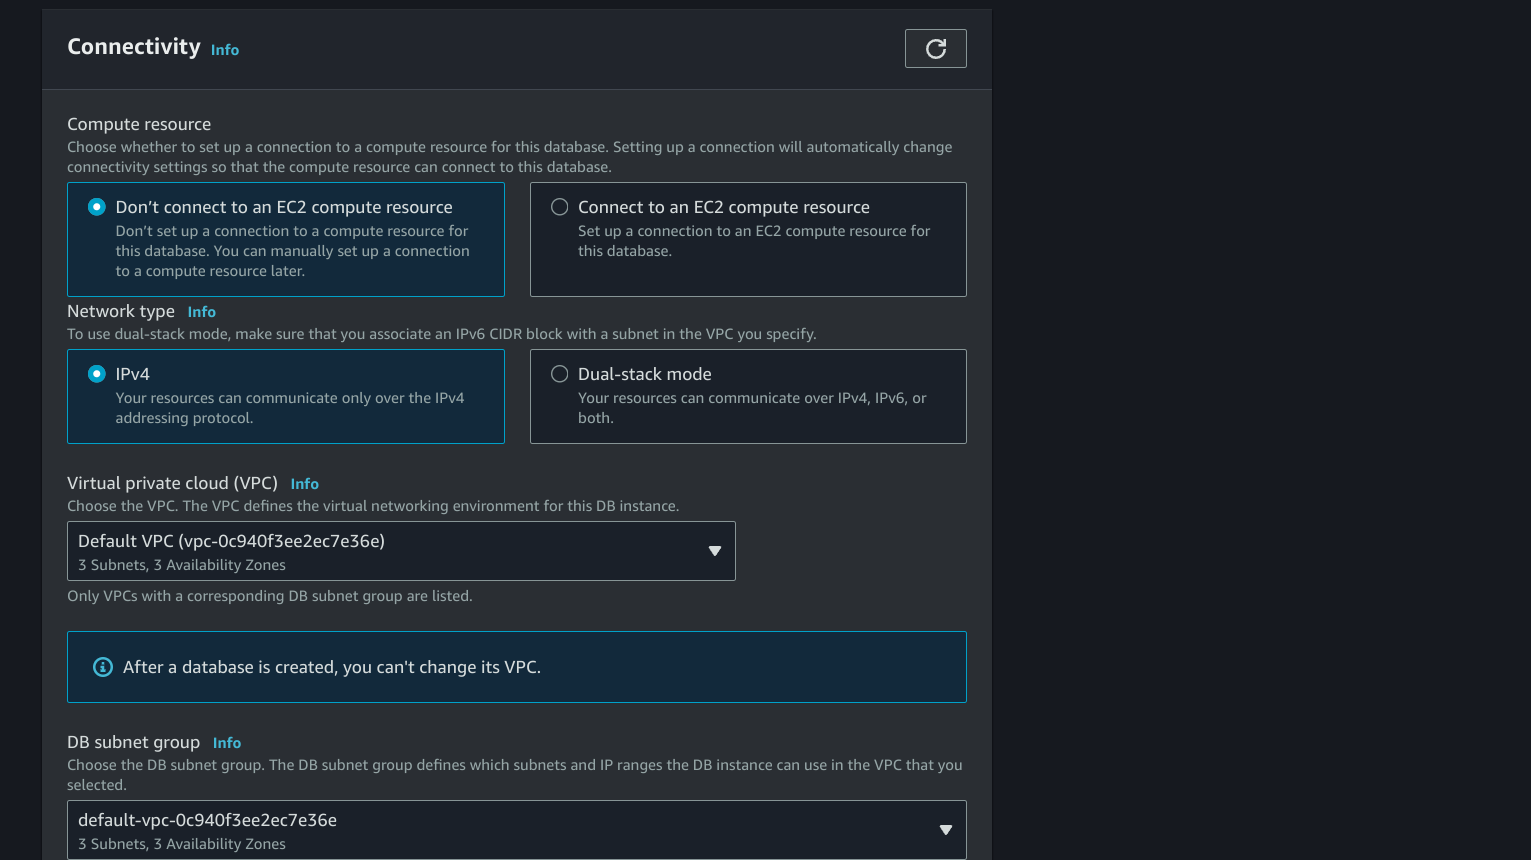 Connectivity Info
Compute resource
Choose whether to set up a connection to a compute resource for this database. Setting up a connection will automatically change
connectivity settings so that the compute resource can connect to this database.
Don’t connect to an EC2 compute resource
Don’t set up a connection to a compute resource for
this database. You can manually set up a connection
to a compute resource later.
Connect to an EC2 compute resource
Set up a connection to an EC2 compute resource for
this database.
Network type Info
To use dual-stack mode, make sure that you associate an IPv6 CIDR block with a subnet in the VPC you specify.
IPv4
Your resources can communicate only over the IPv4
addressing protocol.
Dual-stack mode
Your resources can communicate over IPv4, IPv6, or
both.
Virtual private cloud (VPC) Info
Choose the VPC. The VPC defines the virtual networking environment for this DB instance.
Default VPC (vpc-0c940f3ee2ec7e36e)
3 Subnets, 3 Availability Zones
Only VPCs with a corresponding DB subnet group are listed.
After a database is created, you can't change its VPC.
DB subnet group Info
Choose the DB subnet group. The DB subnet group defines which subnets and IP ranges the DB instance can use in the VPC that you
selected.
default-vpc-0c940f3ee2ec7e36e
3 Subnets, 3 Availability Zones